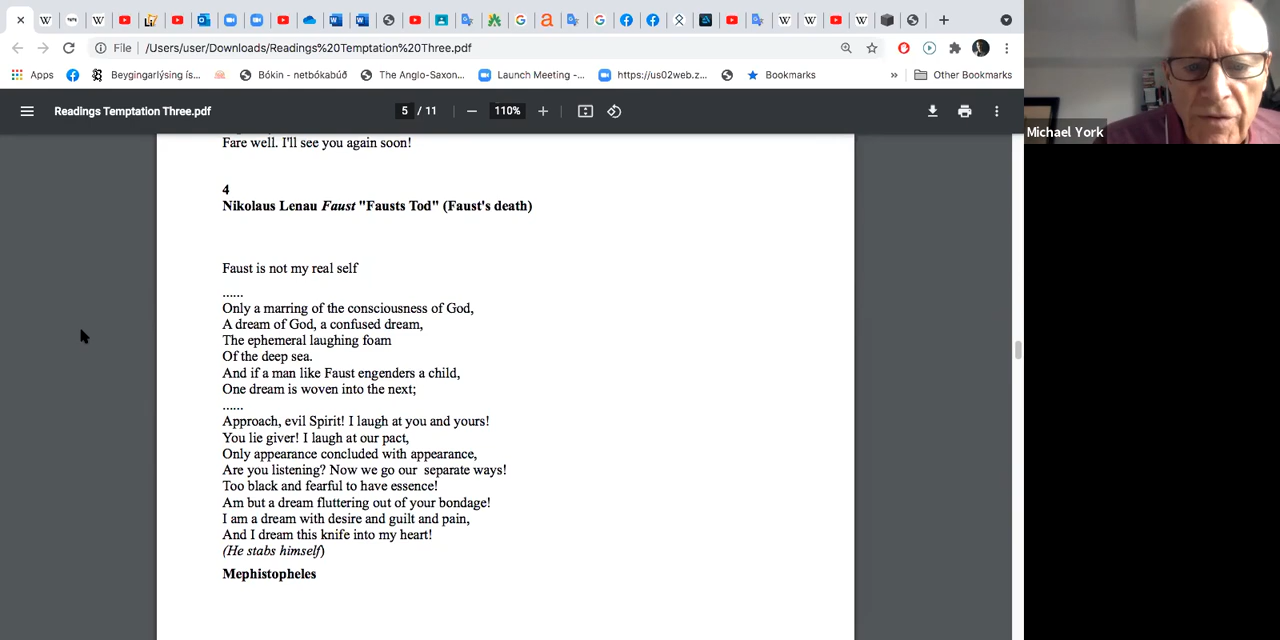 File
/Users/user/Downloads/Readings%20Temptation%20Three.pdf
Apps
Beygingarlýsing ís...
Bókin - netbókabúð
The Anglo-Saxon...
Launch Meeting -...
https://us02web.z...
Bookmarks
»
Other Bookmarks
Readings Temptation Three.pdf
5 / 11
110%
Michael York
Fare well. I'll see you again soon!
4
Nikolaus Lenau Faust "Fausts Tod" (Faust's death)
Faust is not my real self
......
Only a marring of the consciousness of God,
A dream of God, a confused dream,
The ephemeral laughing foam
Of the deep sea.
And if a man like Faust engenders a child,
One dream is woven into the next;
......
Approach, evil Spirit! I laugh at you and yours!
You lie giver! I laugh at our pact,
Only appearance concluded with appearance,
Are you listening? Now we go our separate ways!
Too black and fearful to have essence!
Am but a dream fluttering out of your bondage!
I am a dream with desire and guilt and pain,
And I dream this knife into my heart!
(He stabs himself)
Mephistopheles